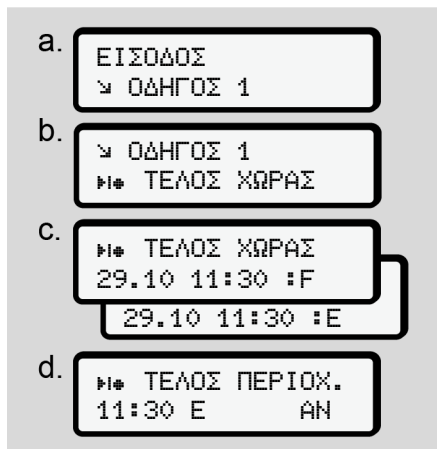 a.
ΕΙΣΟΔΟΣ
ΟΔΗΓΟΣ 1
b.
ΟΔΗΓΟΣ 1
ΤΕΛΟΣ ΧΩΡΑΣ
c.
ΤΕΛΟΣ ΧΩΡΑΣ
29.10 11:30 :F
29.10 11:30 :E
d.
ΤΕΛΟΣ ΠΕΡΙΟΧ.
11:30 E AN